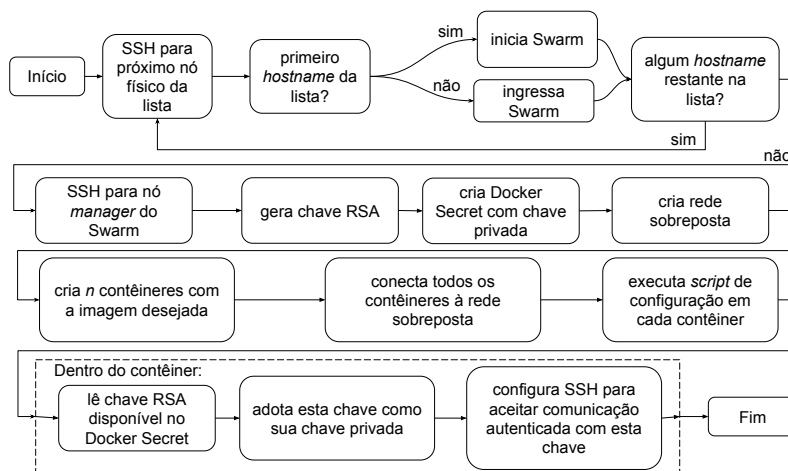 Início
SSH para
próximo nó
físico da
lista
primeiro
hostname da
lista?
sim
não
inicia Swarm
ingressa
Swarm
algum hostname
restante na
lista?
sim
não
SSH para nó
manager do
Swarm
gera chave RSA
cria Docker
Secret com chave
privada
cria rede
sobreposta
cria n contêineres com
a imagem desejada
conecta todos os
contêineres à rede
sobreposta
executa script de
configuração em
cada contêiner
Dentro do contêiner:
lê chave RSA
disponível no
Docker Secret
adota esta chave como
sua chave privada
configura SSH para
aceitar comunicação
autenticada com esta
chave
Fim